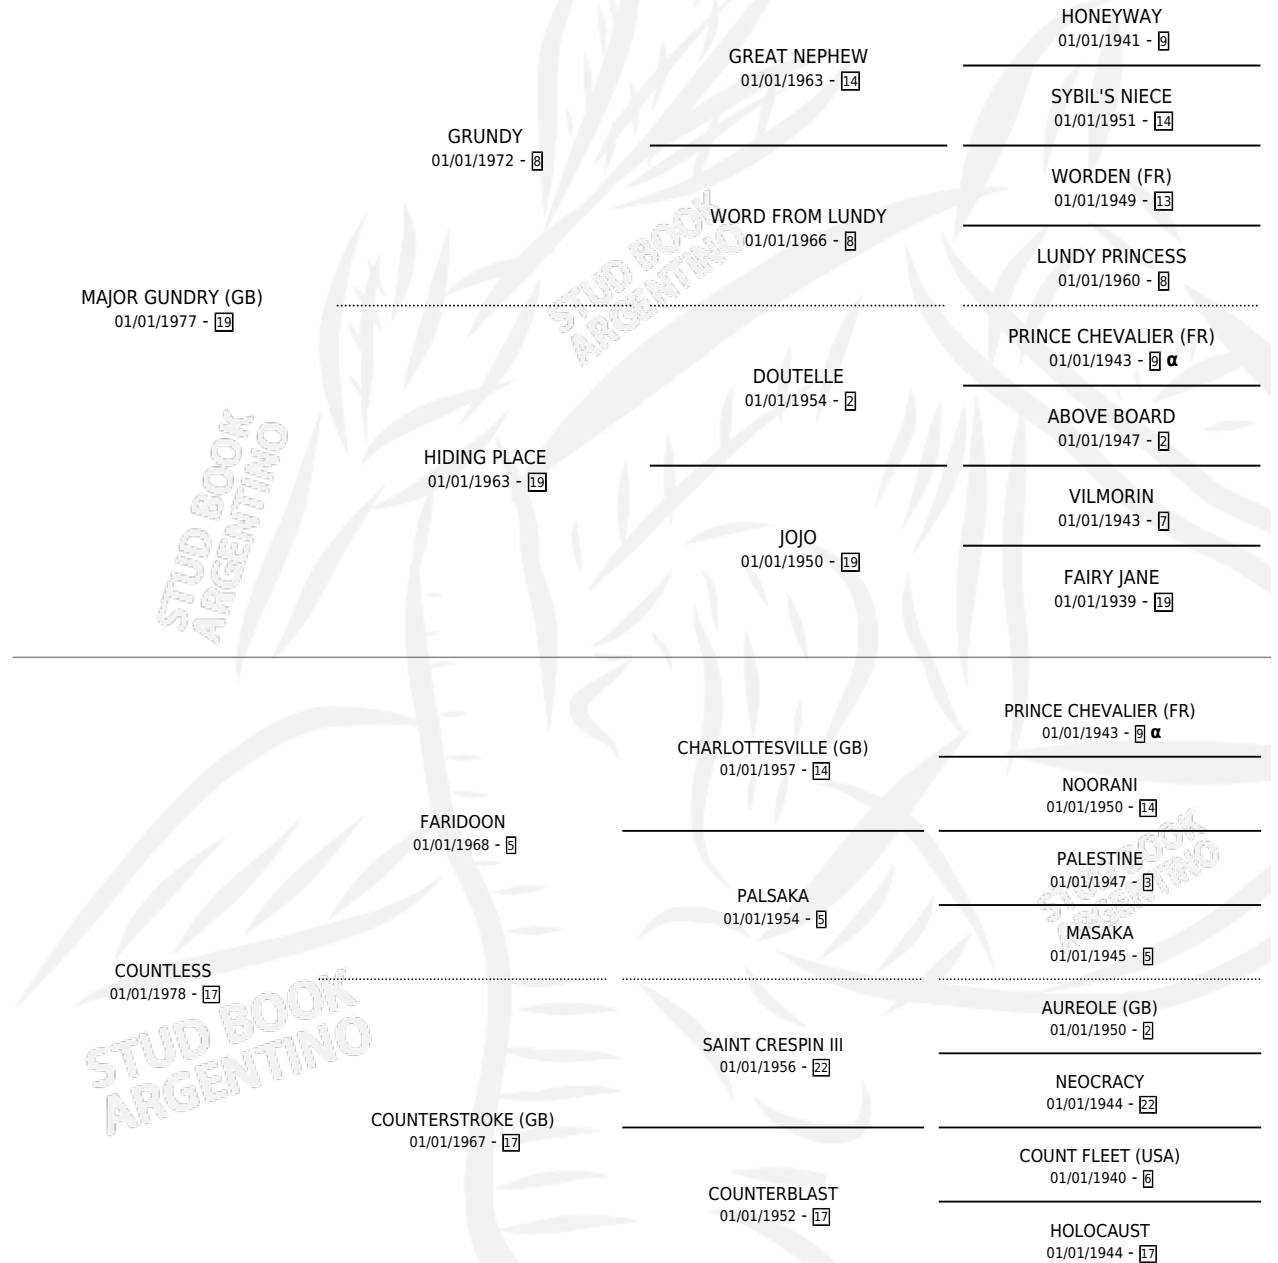 HONEYWAY
01/01/1941 - 9
GREAT NEPHEW
01/01/1963 - 14
SYBIL'S NIECE
01/01/1951 - 14
GRUNDY
01/01/1972 - 8
WORDEN (FR)
01/01/1949 - 13
WORD FROM LUNDY
01/01/1966 - 8
LUNDY PRINCESS
01/01/1960 - 8
MAJOR GUNDRY (GB)
01/01/1977 - 19
PRINCE CHEVALIER (FR)
01/01/1943 - 9 α
DOUTELLE
01/01/1954 - 2
ABOVE BOARD
01/01/1947 - 2
HIDING PLACE
01/01/1963 - 19
VILMORIN
01/01/1943 - 7
JOJO
01/01/1950 - 19
FAIRY JANE
01/01/1939 - 19
PRINCE CHEVALIER (FR)
01/01/1943 - 9 α
CHARLOTTESVILLE (GB)
01/01/1957 - 14
NOORANI
01/01/1950 - 14
FARIDOON
01/01/1968 - 5
PALESTINE
01/01/1947 - 3
PALSAKA
01/01/1954 - 5
MASAKA
01/01/1945 - 5
COUNTLESS
01/01/1978 - 17
AUREOLE (GB)
01/01/1950 - 2
SAINT CRESPIN III
01/01/1956 - 22
NEOCRACY
01/01/1944 - 22
COUNTERSTROKE (GB)
01/01/1967 - 17
COUNT FLEET (USA)
01/01/1940 - 6
COUNTERBLAST
01/01/1952 - 17
HOLOCAUST
01/01/1944 - 17
STUD BOOK
ARGENTINO
STUD BOOK
ARGENTINO
STUD BOOK
ARGENTINO
STUD BOOK
ARGENTINO